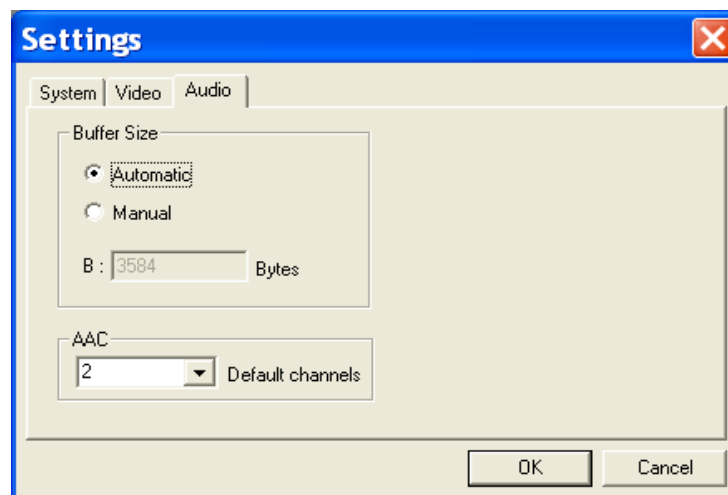 Settings
System Video Audio
Buffer Size
Automatic
Manual
B : 3584 Bytes
AAC
2 Default channels
OK Cancel